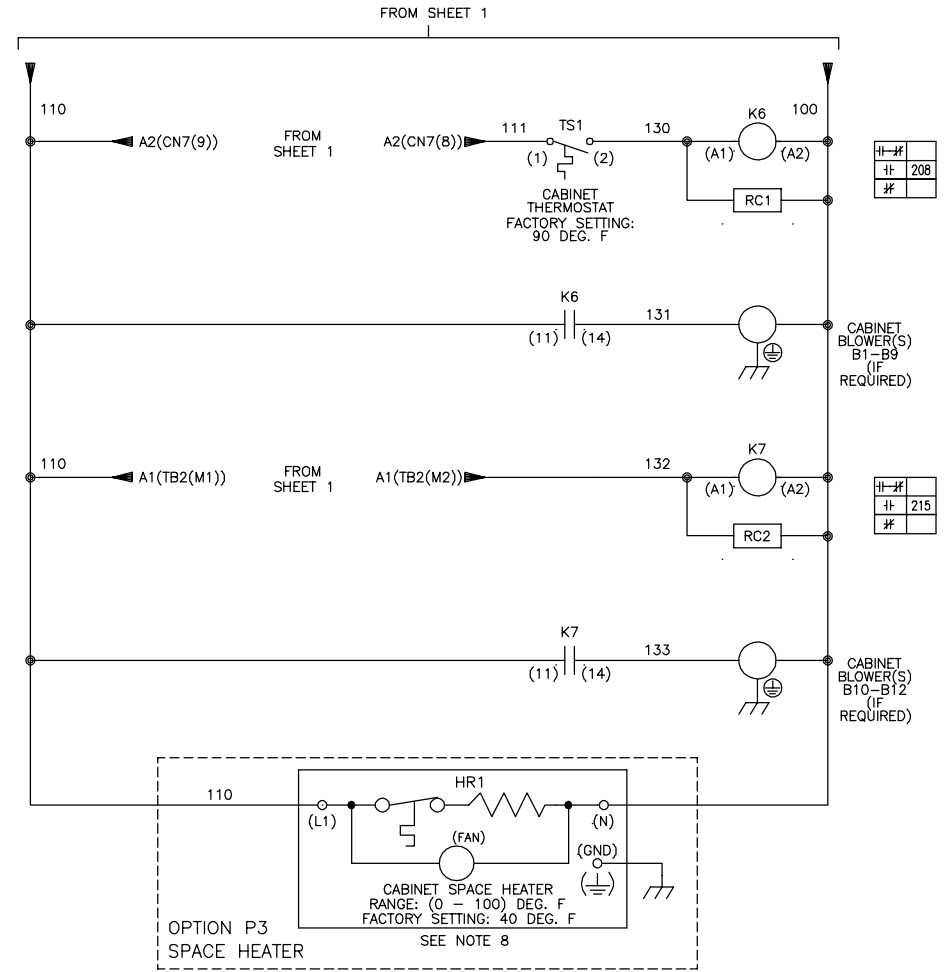 FROM SHEET 1
110
100
A2(CN7(9))
FROM
SHEET 1
A2(CN7(8))
111
TS1
(1) (2)
130
K6
(A1) (A2)
RC1
208
CABINET
THERMOSTAT
FACTORY SETTING:
90 DEG. F
K6
(11) (14)
131
CABINET
BLOWER(S)
B1-B9
(IF
REQUIRED)
110
A1(TB2(M1))
FROM
SHEET 1
A1(TB2(M2))
132
K7
(A1) (A2)
RC2
215
K7
(11) (14)
133
CABINET
BLOWER(S)
B10-B12
(IF
REQUIRED)
110
HR1
(L1)
(N)
(FAN)
(GND)
CABINET SPACE HEATER
RANGE: (0 - 100) DEG. F
FACTORY SETTING: 40 DEG. F
SEE NOTE 8
OPTION P3
SPACE HEATER